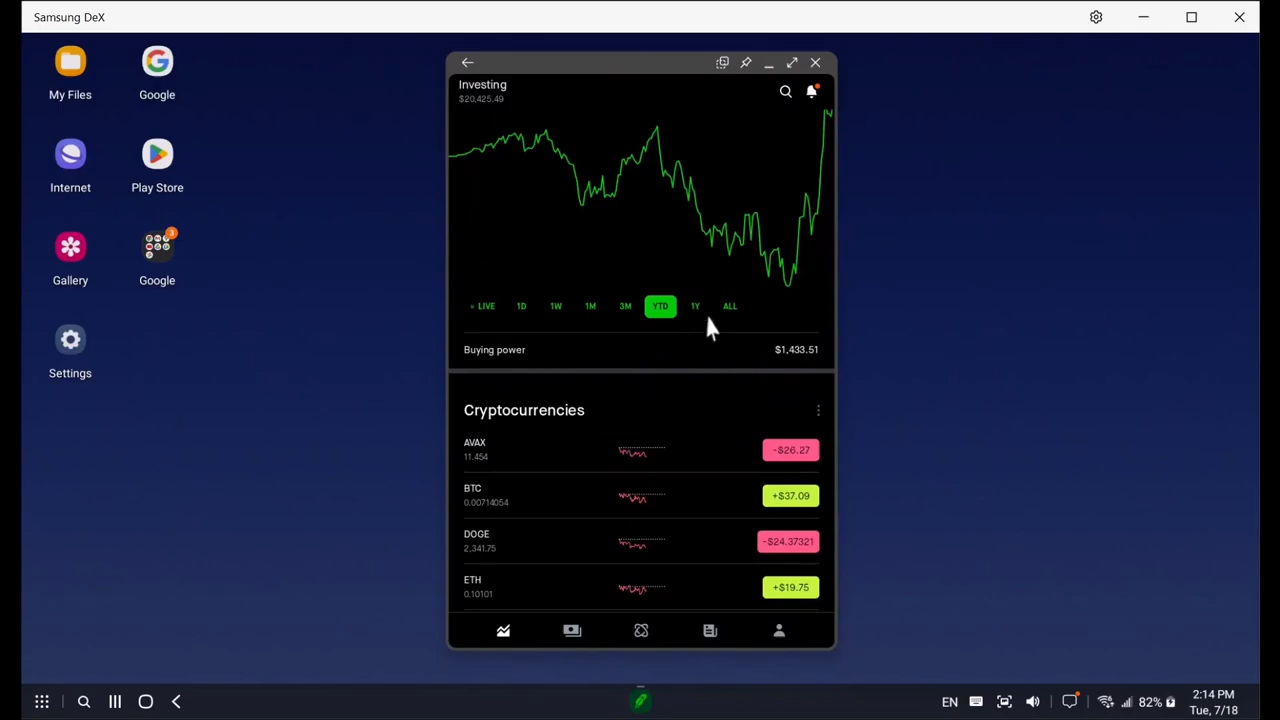 Samsung DeX
My Files
Google
Internet
Play Store
Gallery
3
Google
Settings
Investing
$20,425.49
LIVE 1D 1W 1M 3M YTD 1Y ALL
Buying power $1,433.51
Cryptocurrencies
AVAX
11.454
-$26.27
BTC
0.00714054
+$37.09
DOGE
2,341.75
-$24.37321
ETH
0.10101
+$19.75
EN
82%
2:14 PM
Tue, 7/18